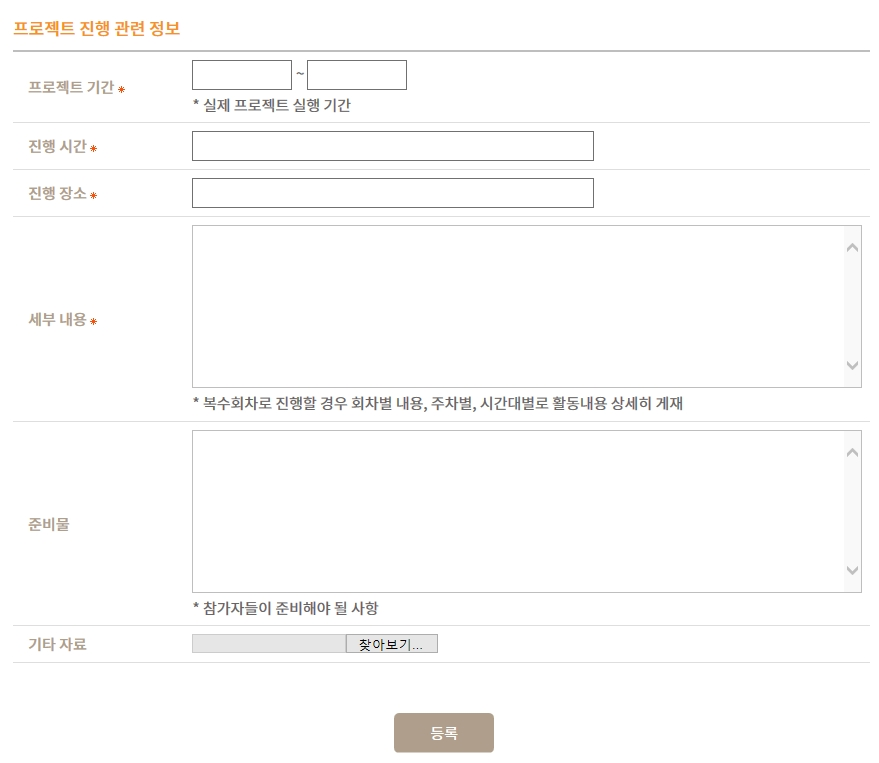 프로젝트 진행 관련 정보
프로젝트 기간 *
~
* 실제 프로젝트 실행 기간
진행 시간 *
진행 장소 *
세부 내용 *
* 복수회차로 진행할 경우 회차별 내용, 주차별, 시간대별로 활동내용 상세히 게재
준비물
* 참가자들이 준비해야 될 사항
기타 자료
찾아보기...
등록